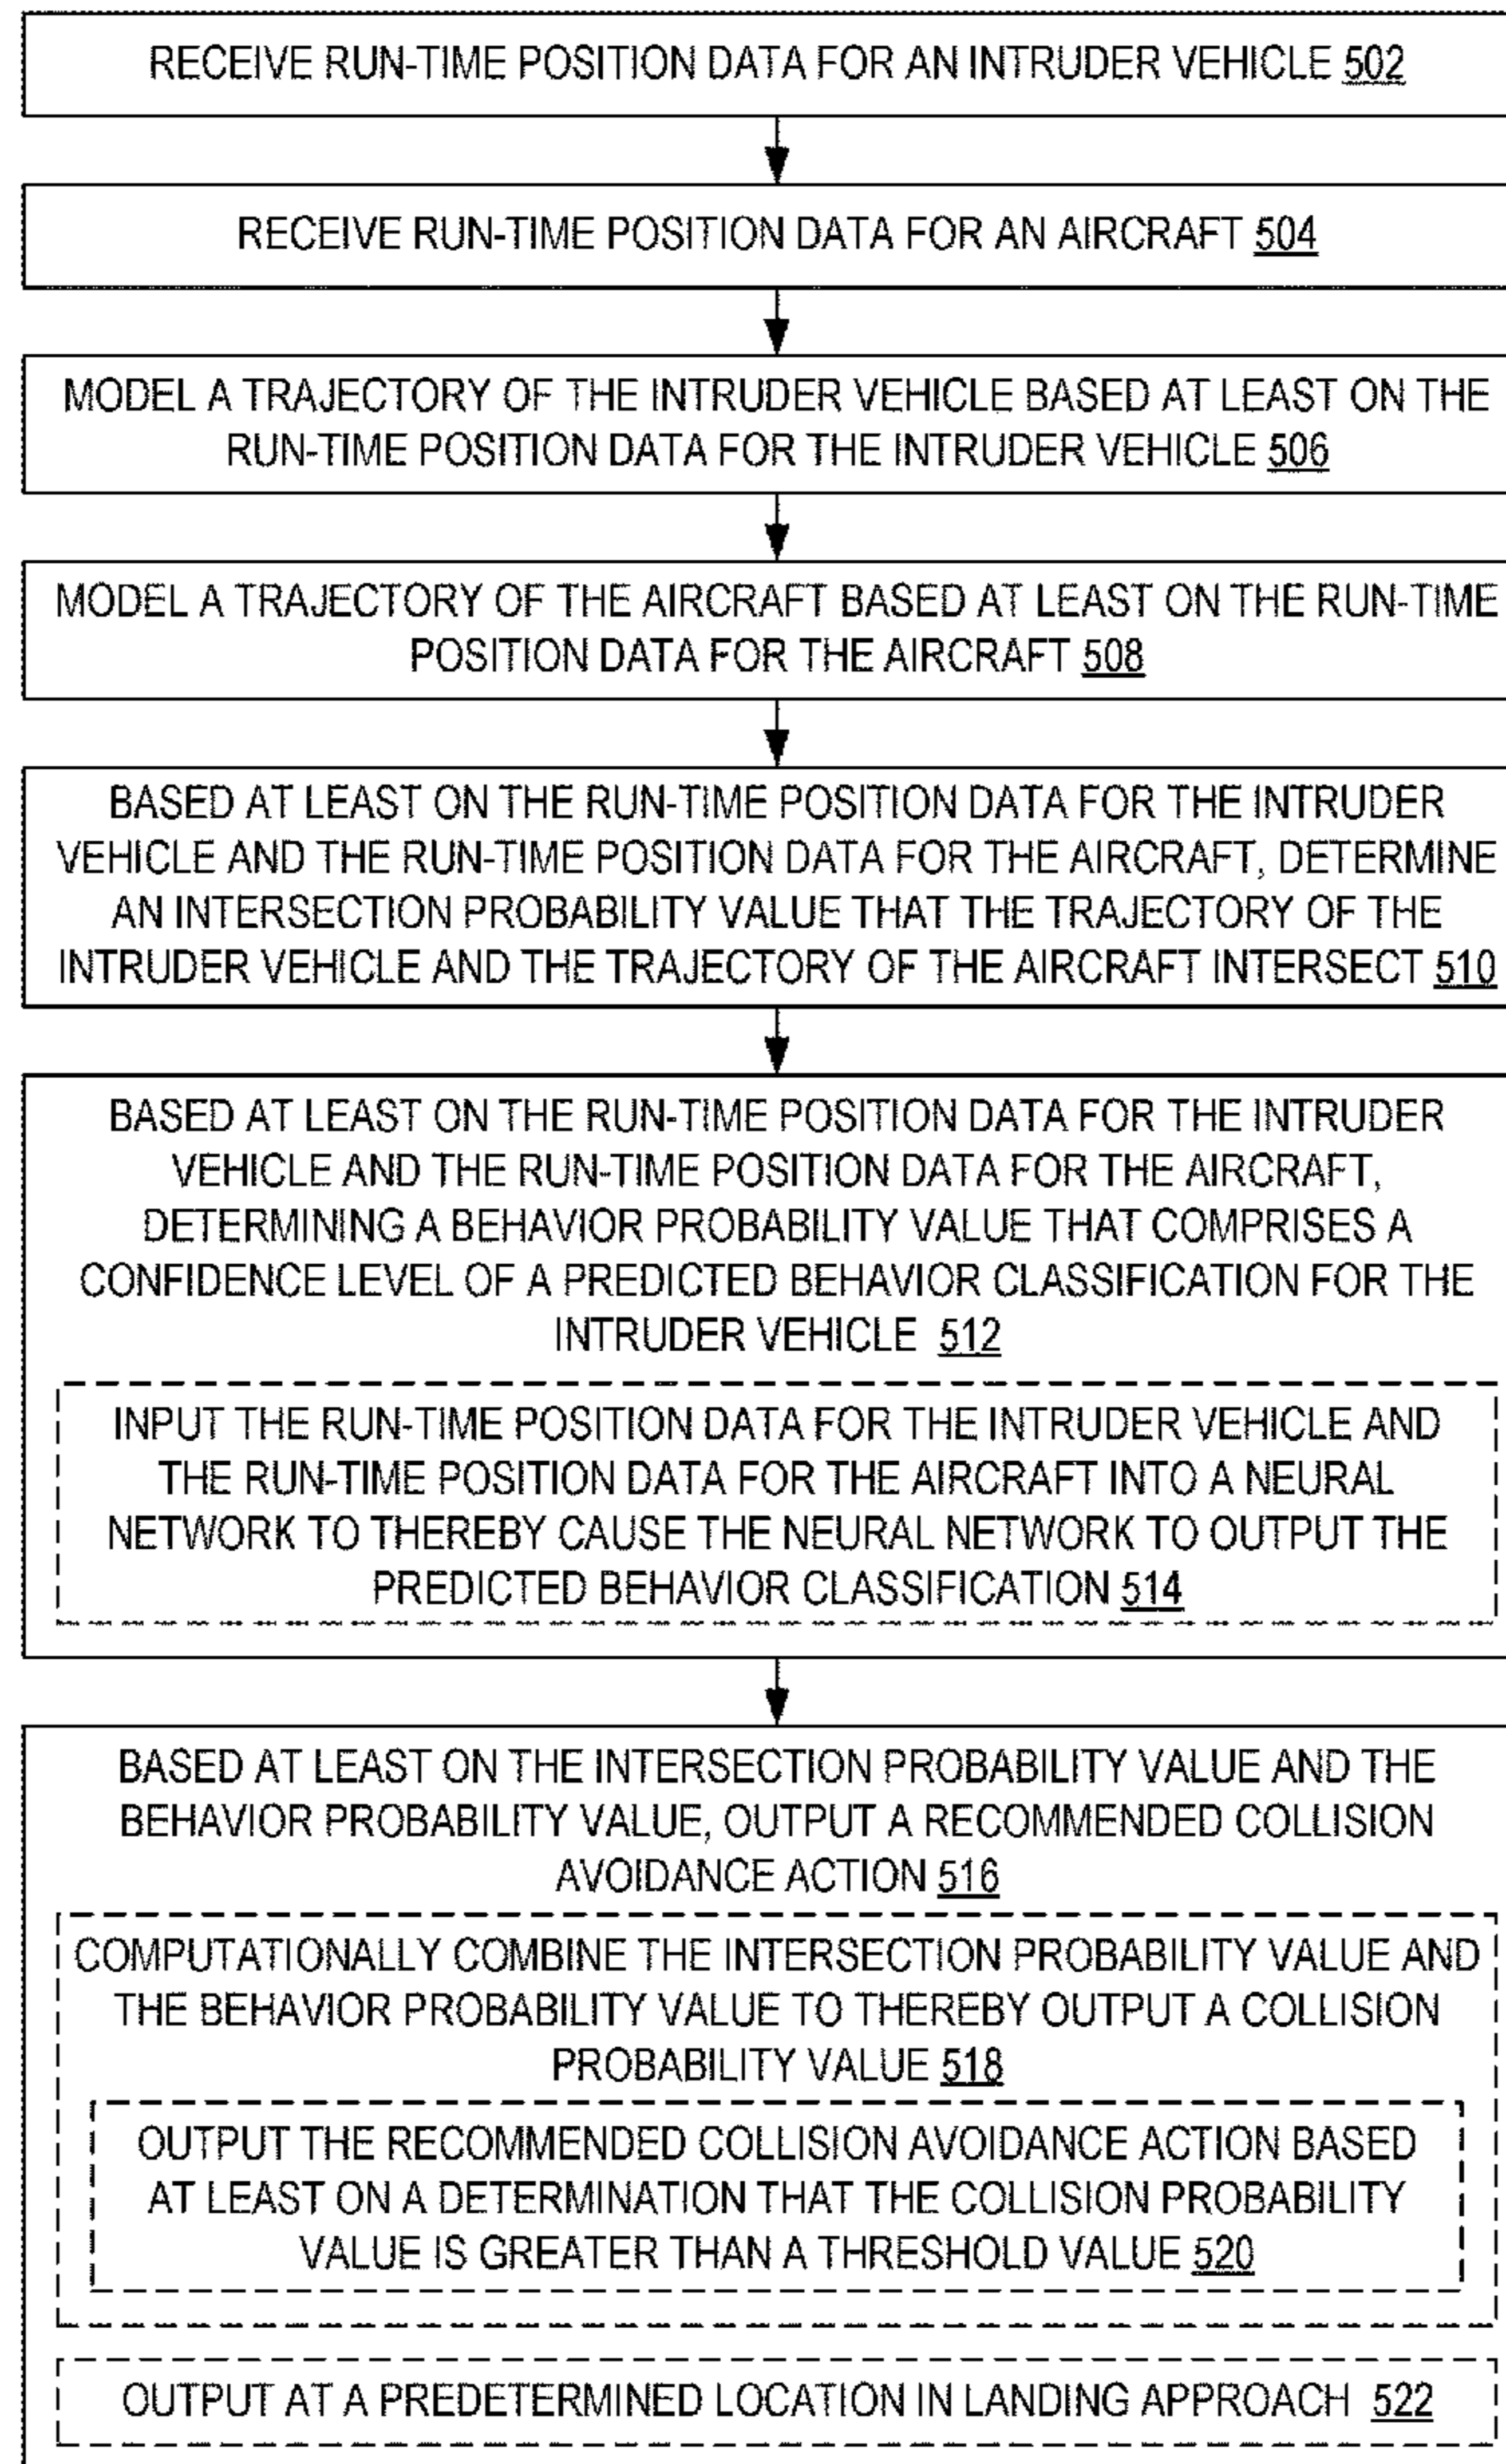 RECEIVE RUN-TIME POSITION DATA FOR AN INTRUDER VEHICLE 502
RECEIVE RUN-TIME POSITION DATA FOR AN AIRCRAFT 504
MODEL A TRAJECTORY OF THE INTRUDER VEHICLE BASED AT LEAST ON THE
RUN-TIME POSITION DATA FOR THE INTRUDER VEHICLE 506
MODEL A TRAJECTORY OF THE AIRCRAFT BASED AT LEAST ON THE RUN-TIME
POSITION DATA FOR THE AIRCRAFT 508
BASED AT LEAST ON THE RUN-TIME POSITION DATA FOR THE INTRUDER
VEHICLE AND THE RUN-TIME POSITION DATA FOR THE AIRCRAFT, DETERMINE
AN INTERSECTION PROBABILITY VALUE THAT THE TRAJECTORY OF THE
INTRUDER VEHICLE AND THE TRAJECTORY OF THE AIRCRAFT INTERSECT 510
BASED AT LEAST ON THE RUN-TIME POSITION DATA FOR THE INTRUDER
VEHICLE AND THE RUN-TIME POSITION DATA FOR THE AIRCRAFT,
DETERMINING A BEHAVIOR PROBABILITY VALUE THAT COMPRISES A
CONFIDENCE LEVEL OF A PREDICTED BEHAVIOR CLASSIFICATION FOR THE
INTRUDER VEHICLE 512
INPUT THE RUN-TIME POSITION DATA FOR THE INTRUDER VEHICLE AND
THE RUN-TIME POSITION DATA FOR THE AIRCRAFT INTO A NEURAL
NETWORK TO THEREBY CAUSE THE NEURAL NETWORK TO OUTPUT THE
PREDICTED BEHAVIOR CLASSIFICATION 514
BASED AT LEAST ON THE INTERSECTION PROBABILITY VALUE AND THE
BEHAVIOR PROBABILITY VALUE, OUTPUT A RECOMMENDED COLLISION
AVOIDANCE ACTION 516
COMPUTATIONALLY COMBINE THE INTERSECTION PROBABILITY VALUE AND
THE BEHAVIOR PROBABILITY VALUE TO THEREBY OUTPUT A COLLISION
PROBABILITY VALUE 518
OUTPUT THE RECOMMENDED COLLISION AVOIDANCE ACTION BASED
AT LEAST ON A DETERMINATION THAT THE COLLISION PROBABILITY
VALUE IS GREATER THAN A THRESHOLD VALUE 520
OUTPUT AT A PREDETERMINED LOCATION IN LANDING APPROACH 522